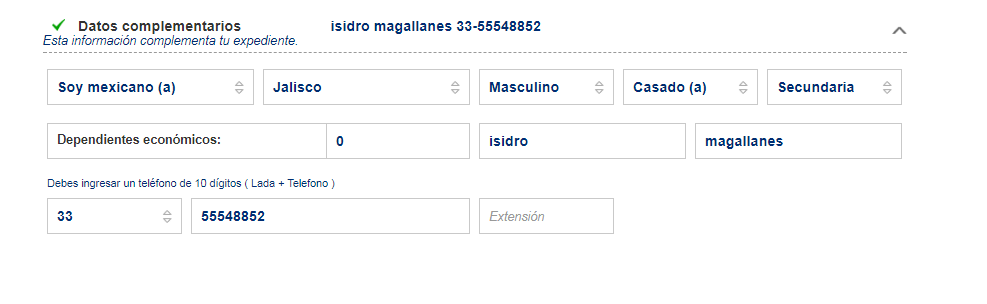 Datos complementarios isidro magallanes 33-55548852
Esta información complementa tu expediente.
Soy mexicano (a) Jalisco Masculino Casado (a) Secundaria
Dependientes económicos: 0 isidro magallanes
Debes ingresar un teléfono de 10 dígitos ( Lada + Telefono )
33 55548852 Extensión